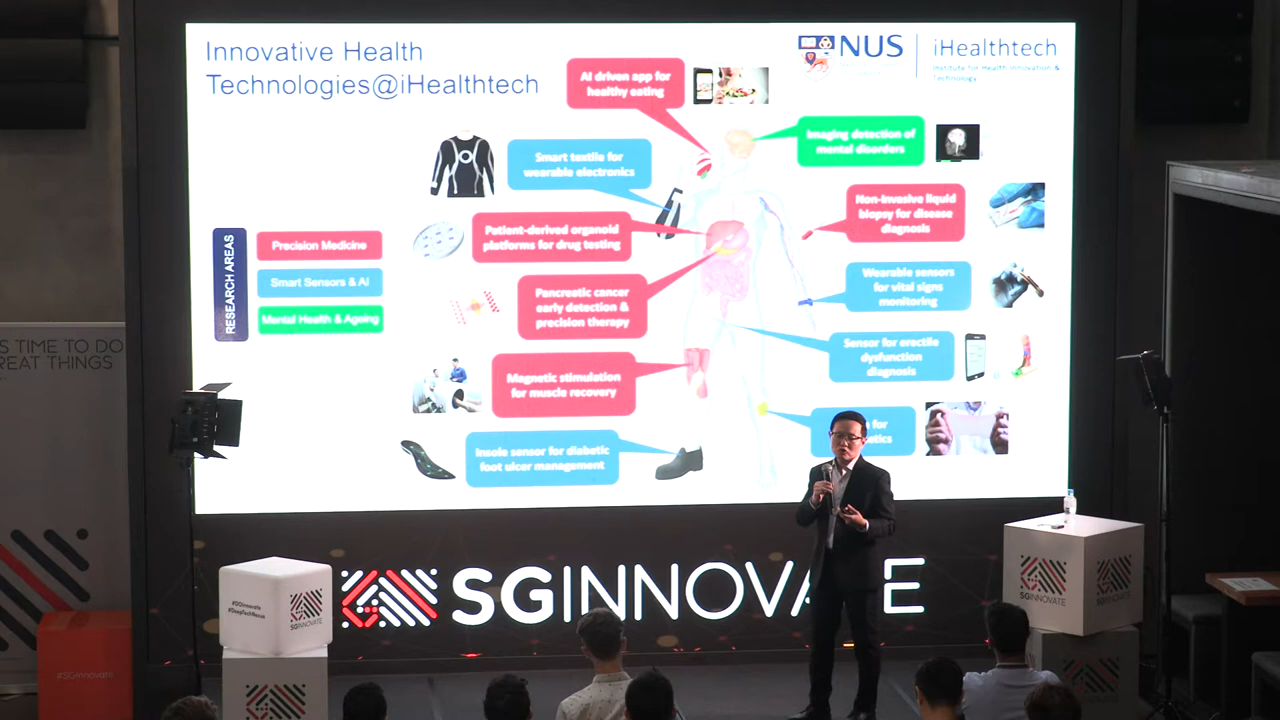 Innovative Health
Technologies@iHealthtech
NUS
iHealthtech
Institute for Health Innovation &
Technology
AI driven app for
healthy eating
Imaging detection of
mental disorders
Smart textile for
wearable electronics
Non-invasive liquid
biopsy for disease
diagnosis
Patient-derived organoid
platforms for drug testing
RESEARCH AREAS
Precision Medicine
Smart Sensors & AI
Mental Health & Ageing
Wearable sensors
for vital signs
monitoring
Pancreatic cancer
early detection &
precision therapy
Sensor for erectile
dysfunction
diagnosis
Magnetic stimulation
for muscle recovery
for
Insole sensor for diabetic
foot ulcer management
S TIME TO DO
REAT THINGS
SGINNOVATE
#SGInnovate
#DeepTechNexus
SGINNOVATE
SGINNOVATE
SGINNOVATE
#SGInnovate